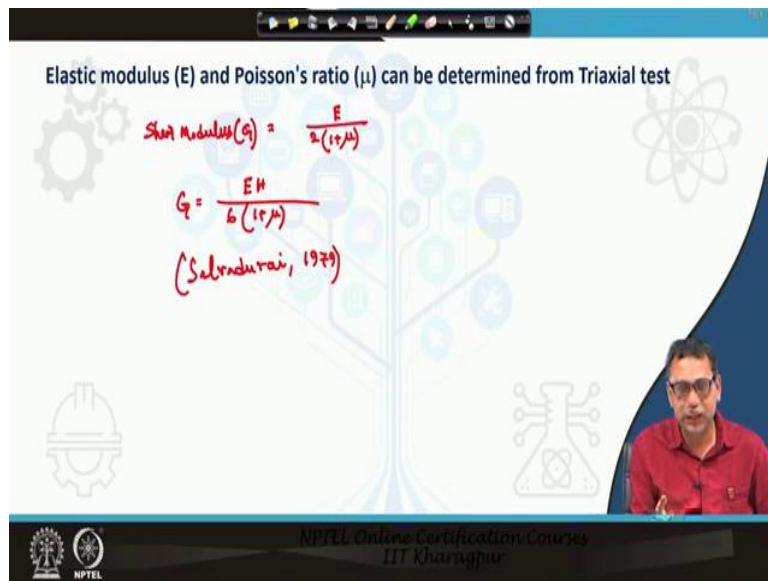 Elastic modulus (E) and Poisson's ratio (μ) can be determined from Triaxial test
Shear Modulus (G) = E / 2(1+μ)
G = EH / 6(1+μ)
(Selvadurai, 1979)
NPTEL Online Certification Courses
IIT Kharagpur
NPTEL